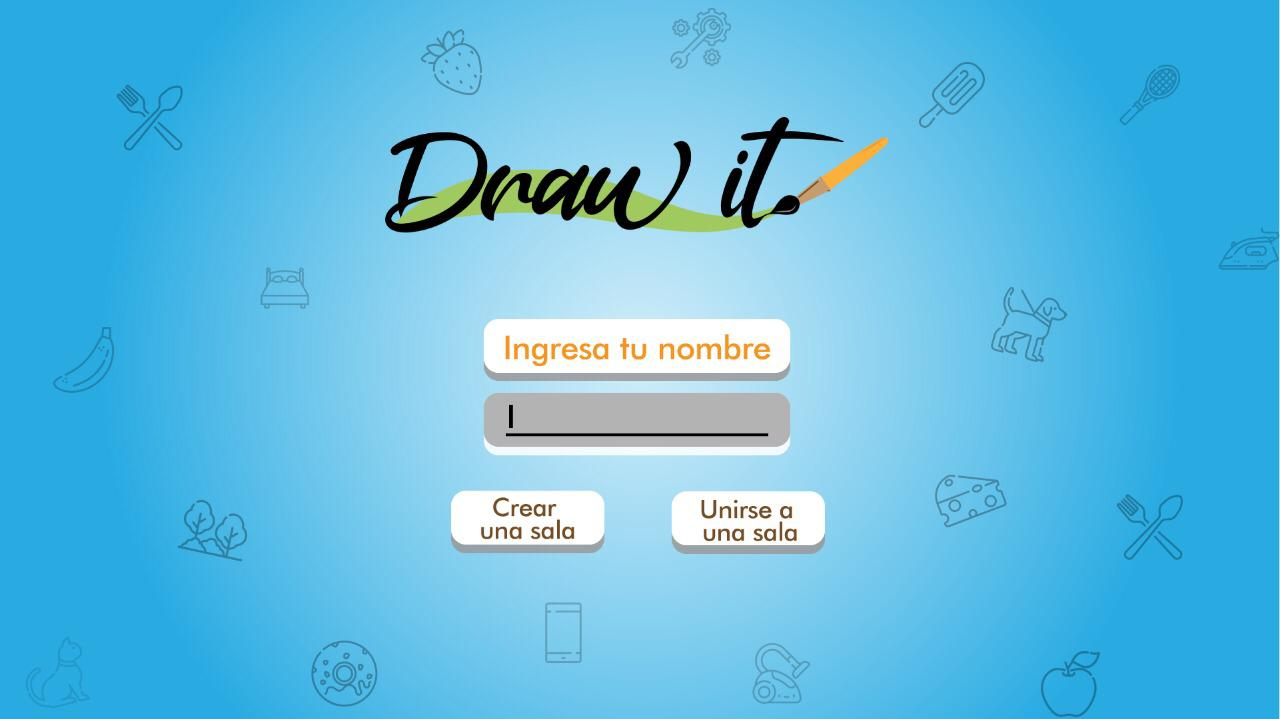 Draw it
Ingresa tu nombre
Crear
una sala
Unirse a
una sala